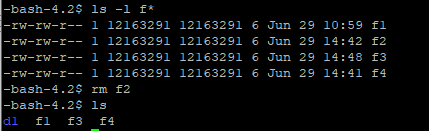 -bash-4.2$ ls -l f*
-rw-rw-r-- 1 12163291 12163291 6 Jun 29 10:59 f1
-rw-rw-r-- 1 12163291 12163291 6 Jun 29 14:42 f2
-rw-rw-r-- 1 12163291 12163291 6 Jun 29 14:48 f3
-rw-rw-r-- 1 12163291 12163291 6 Jun 29 14:41 f4
-bash-4.2$ rm f2
-bash-4.2$ ls
d1  f1  f3  f4